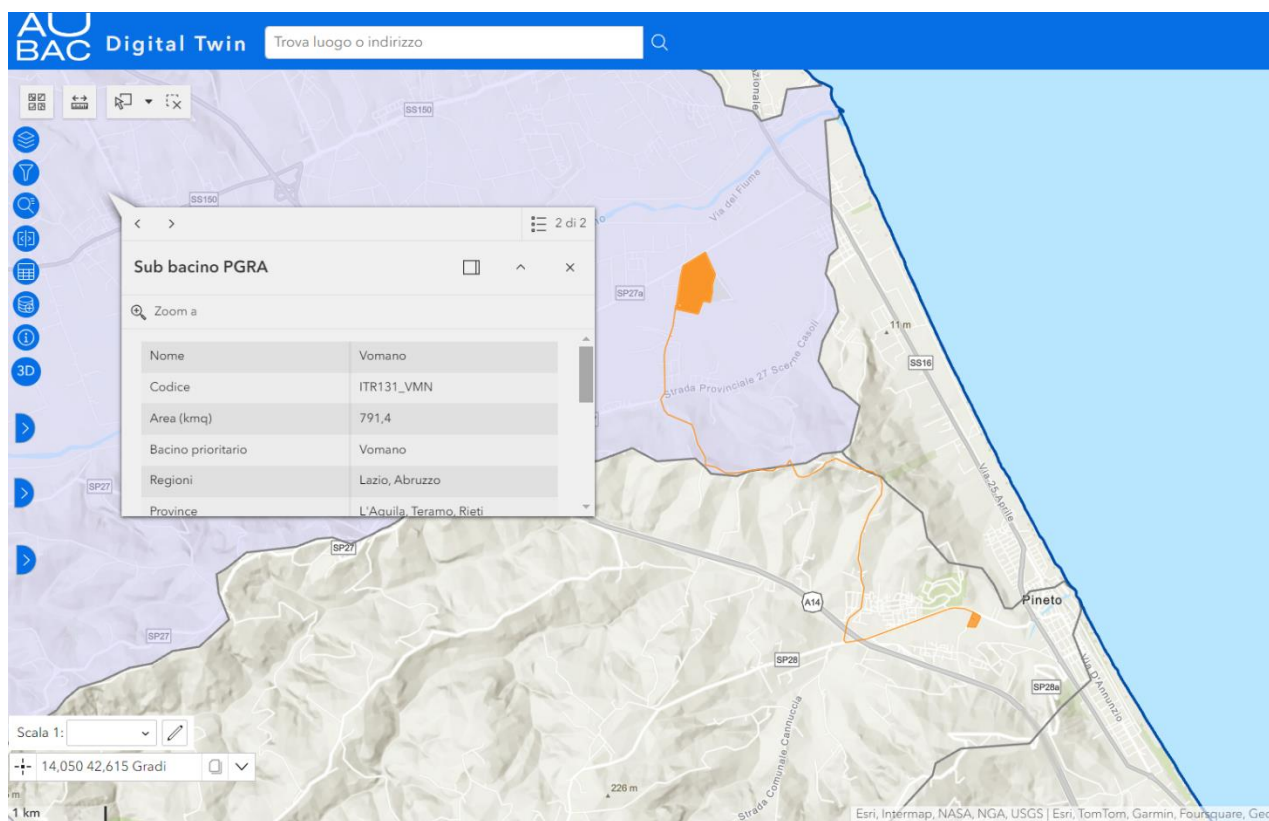 AU
BAC Digital Twin
Trova luogo o indirizzo
SS150
SS150
2 di 2
Sub bacino PGRA
Zoom a
Nome Vomano
Codice ITR131_VMN
Area (kmq) 791,4
Bacino prioritario Vomano
Regioni Lazio, Abruzzo
Province L'Aquila, Teramo, Rieti
3D
Via del Fiume
SP27a
Strada Provinciale 27 Scerne Casoli
11 m
SS16
Via 25 Aprile
SP27
SP27
A14
Pineto
SP27
SP28
SP28a
Via D'Annunzio
Strada Comunale Cannuccia
226 m
Scala 1:
14,050 42,615 Gradi
m
1 km
Esri, Intermap, NASA, NGA, USGS | Esri, TomTom, Garmin, Foursquare, Geo